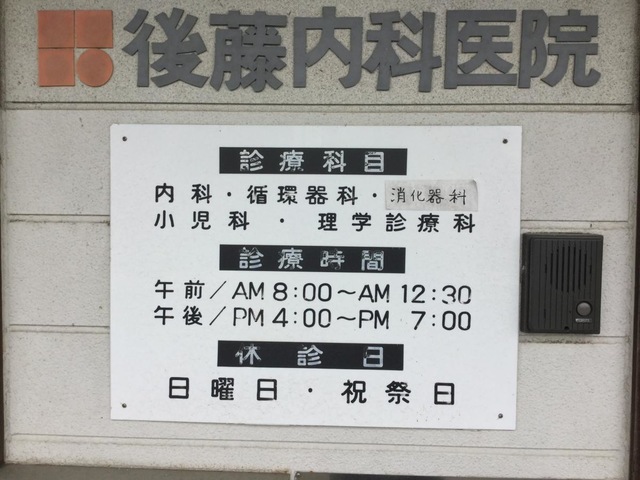 後藤内科医院
診療科目
内科・循環器科・消化器科
小児科・理学診療科
診療時間
午前/AM 8:00～AM 12:30
午後/PM 4:00～PM 7:00
休診日
日曜日・祝祭日